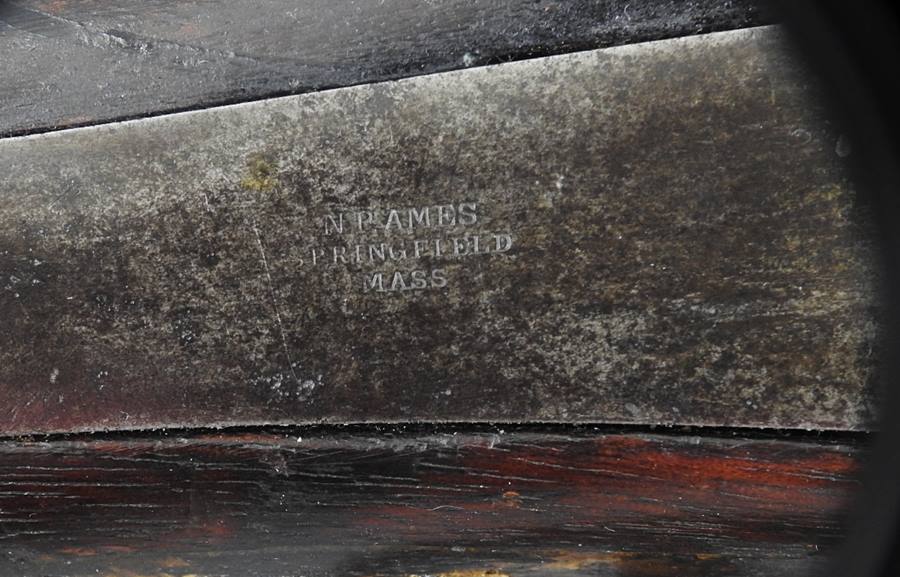 N.P. AMES
SPRINGFIELD
MASS